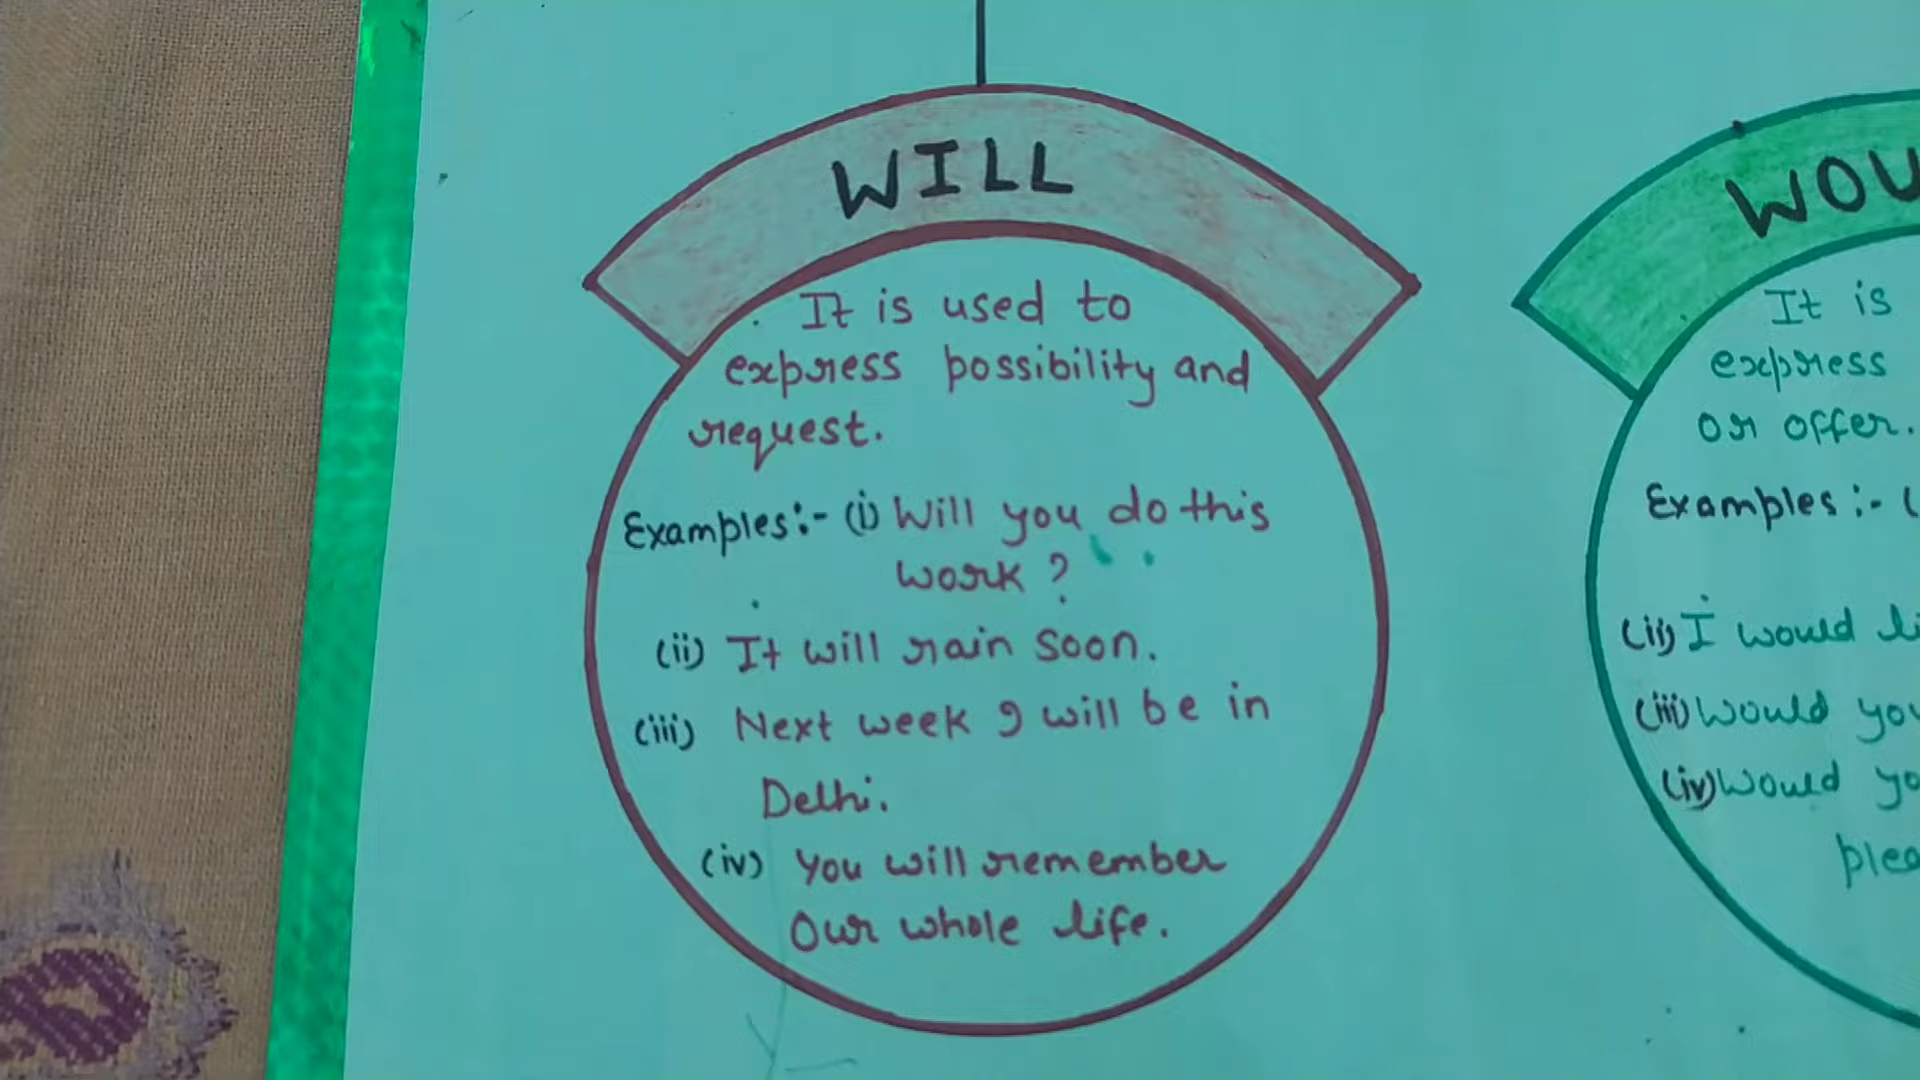 WILL
It is used to
express possibility and
request.
Examples:- (i) Will you do this
work?
(ii) It will rain soon.
(iii) Next week I will be in
Delhi.
(iv) You will remember
Our whole life.
WOU
It is
express
or offer.
Examples:- (
(ii) I would li
(iii) Would you
(iv) Would yo
plea